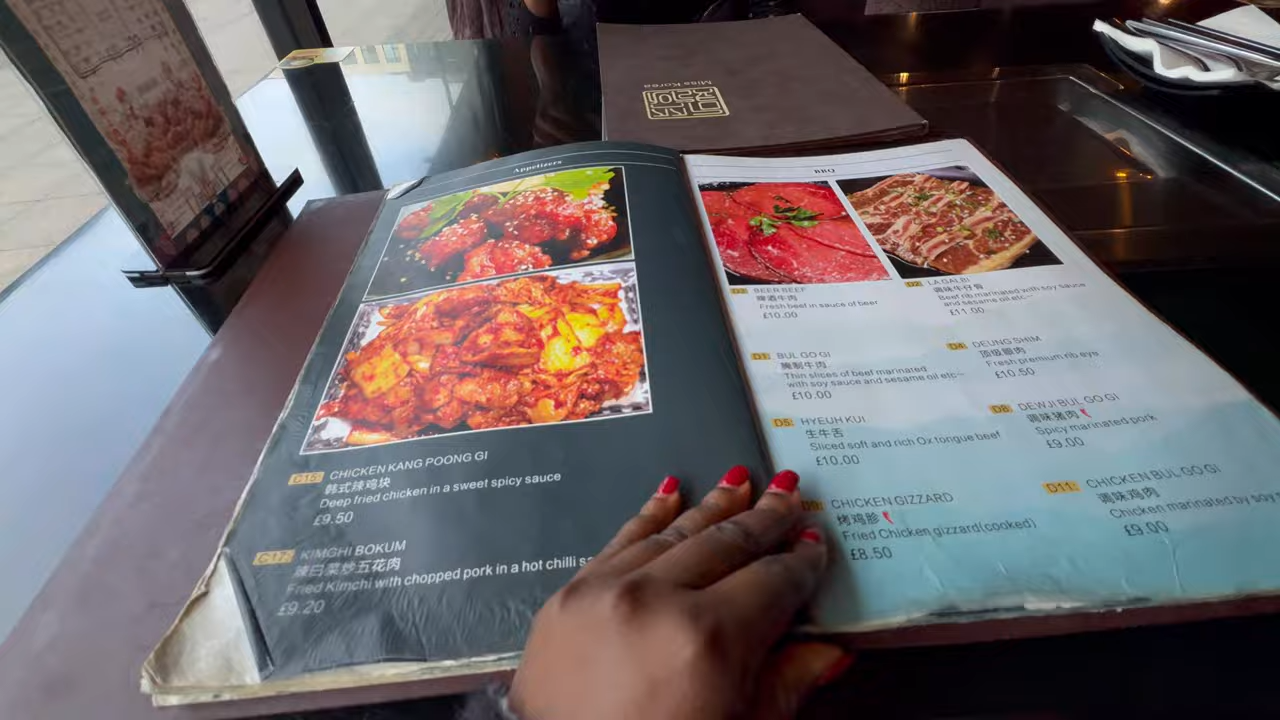 Miss Korea
Appetizers
C15:
CHICKEN KANG POONG GI
韩式辣鸡块
Deep fried chicken in a sweet spicy sauce
£9.50
C17:
KIMGHI BOKUM
辣白菜炒五花肉
Fried Kimchi with chopped pork in a hot chilli
£9.20
BBQ
BEER BEEF
啤酒牛肉
Fresh beef in sauce of beer
£10.00
LA GALBI
调味牛仔骨
Beef rib marinated with soy sauce
and sesame oil etc
£11.00
D1:
BUL GO GI
腌制牛肉
Thin slices of beef marinated
with soy sauce and sesame oil etc
£10.00
D4:
DEUNG SHIM
顶级眼肉
Fresh premium rib eye
£10.50
D5:
HYEUH KUI
生牛舌
Sliced soft and rich Ox tongue beef
£10.00
DEWJI BUL GO GI
调味猪肉
Spicy marinated pork
£9.00
D9:
CHICKEN GIZZARD
烤鸡胗
Fried Chicken gizzard(cooked)
£8.50
D11:
CHICKEN BUL GO GI
调味鸡肉
Chicken marinated by soy
£9.00